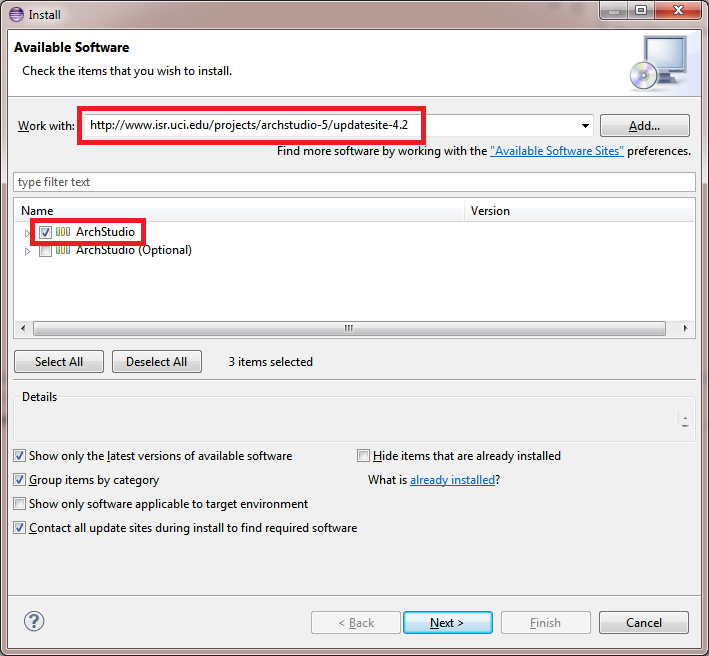 Install
Available Software
Check the items that you wish to install.
Work with: http://www.isr.uci.edu/projects/archstudio-5/updatesite-4.2 Add...
Find more software by working with the "Available Software Sites" preferences.
type filter text
Name Version
ArchStudio
ArchStudio (Optional)
Select All Deselect All 3 items selected
Details
Show only the latest versions of available software Hide items that are already installed
Group items by category What is already installed?
Show only software applicable to target environment
Contact all update sites during install to find required software
? < Back Next > Finish Cancel